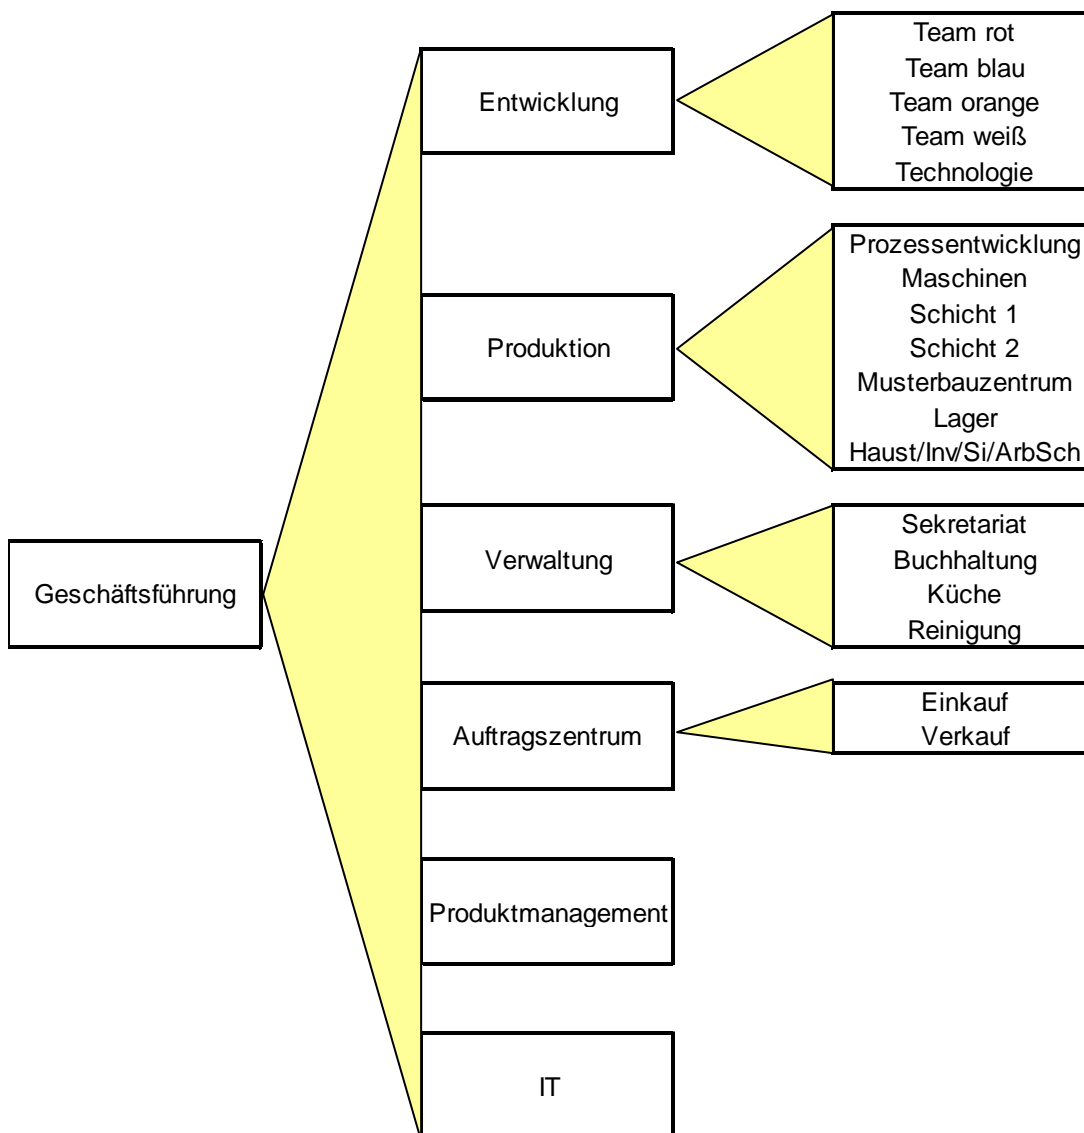 Geschäftsführung
Entwicklung
Team rot
Team blau
Team orange
Team weiß
Technologie
Produktion
Prozessentwicklung
Maschinen
Schicht 1
Schicht 2
Musterbauzentrum
Lager
Haust/Inv/Si/ArbSch
Verwaltung
Sekretariat
Buchhaltung
Küche
Reinigung
Auftragszentrum
Einkauf
Verkauf
Produktmanagement
IT